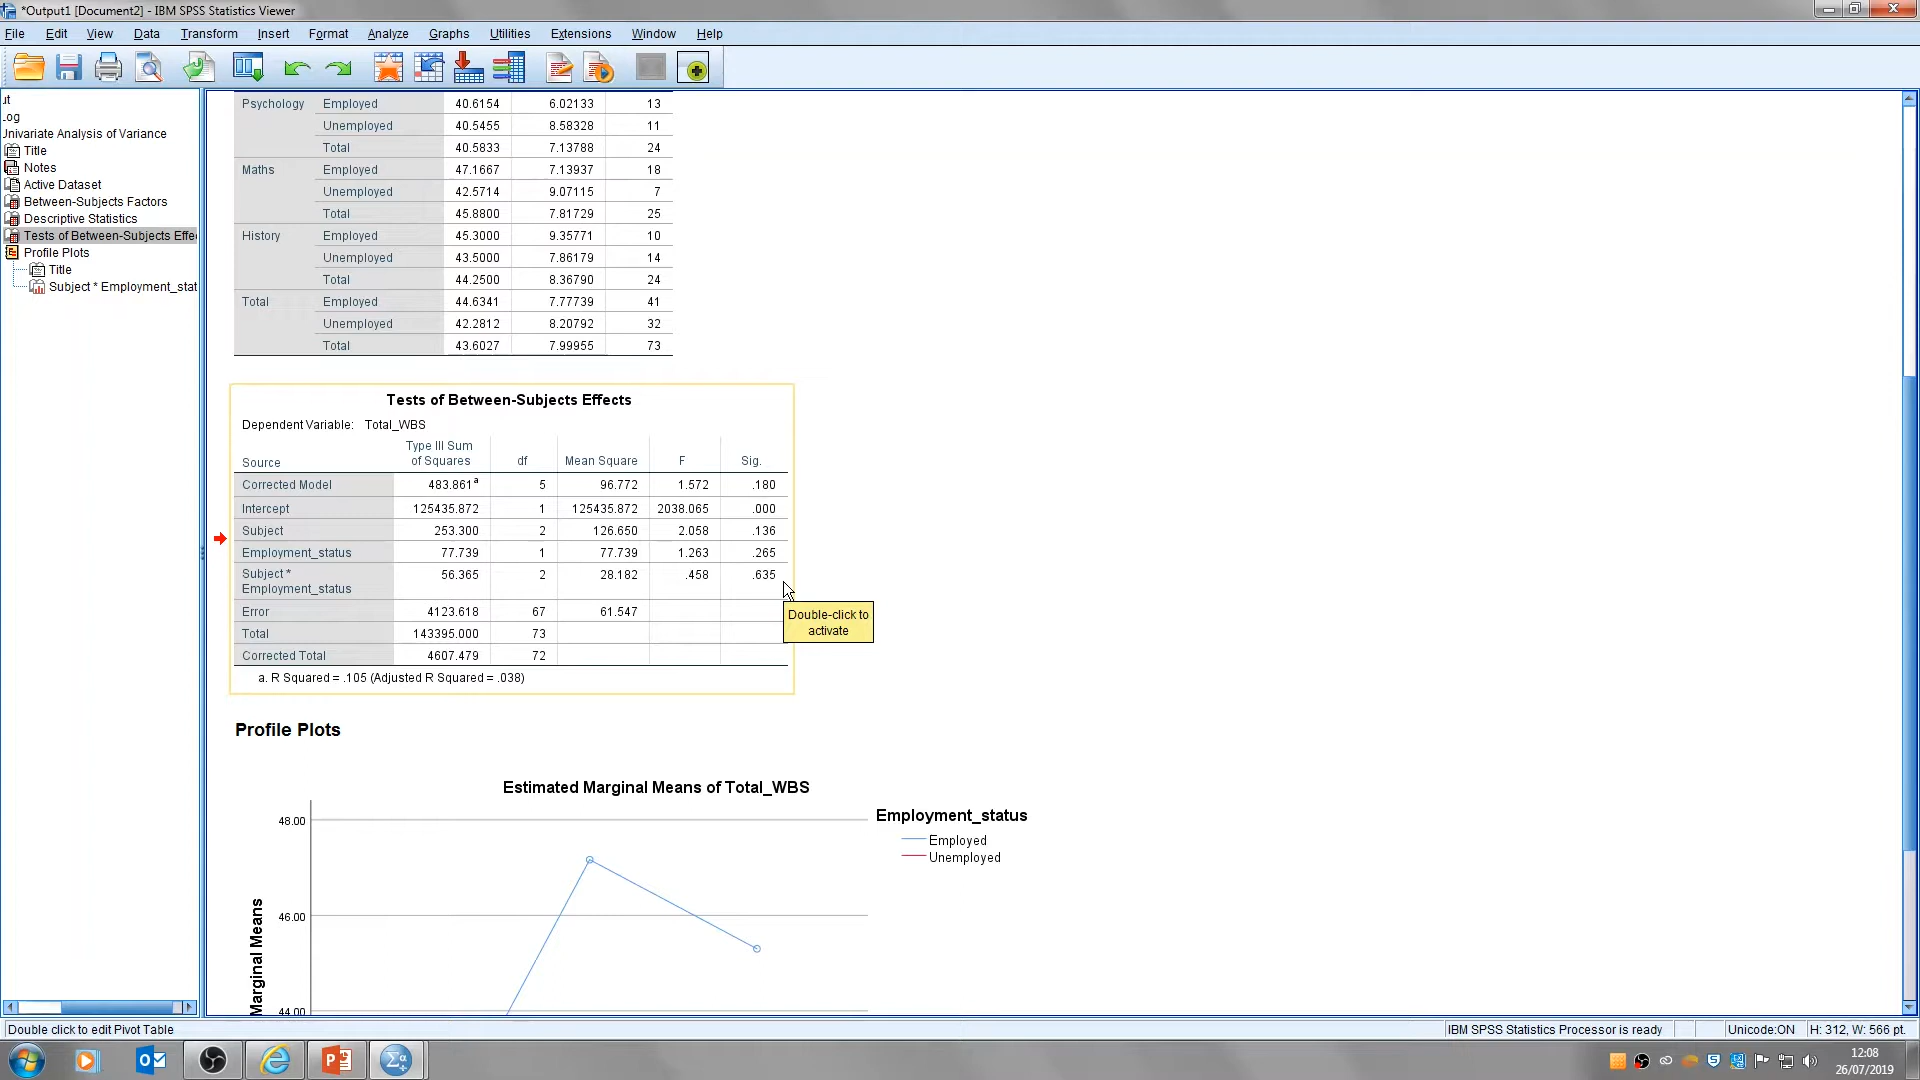 *Output1 [Document2] - IBM SPSS Statistics Viewer
File Edit View Data Transform Insert Format Analyze Graphs Utilities Extensions Window Help
ut
Log
Univariate Analysis of Variance
Title
Notes
Active Dataset
Between-Subjects Factors
Descriptive Statistics
Tests of Between-Subjects Effe
Profile Plots
Title
Subject * Employment_stat
Psychology Employed 40.6154 6.02133 13
Unemployed 40.5455 8.58328 11
Total 40.5833 7.13788 24
Maths Employed 47.1667 7.13937 18
Unemployed 42.5714 9.07115 7
Total 45.8800 7.81729 25
History Employed 45.3000 9.35771 10
Unemployed 43.5000 7.86179 14
Total 44.2500 8.36790 24
Total Employed 44.6341 7.77739 41
Unemployed 42.2812 8.20792 32
Total 43.6027 7.99955 73
Tests of Between-Subjects Effects
Dependent Variable: Total_WBS
Source Type III Sum of Squares df Mean Square F Sig.
Corrected Model 483.861a 5 96.772 1.572 .180
Intercept 125435.872 1 125435.872 2038.065 .000
Subject 253.300 2 126.650 2.058 .136
Employment_status 77.739 1 77.739 1.263 .265
Subject * Employment_status 56.365 2 28.182 .458 .635
Error 4123.618 67 61.547
Total 143395.000 73
Corrected Total 4607.479 72
a. R Squared = .105 (Adjusted R Squared = .038)
Double-click to
activate
Profile Plots
Estimated Marginal Means of Total_WBS
Employment_status
Employed
Unemployed
48.00
46.00
44.00
Marginal Means
Double click to edit Pivot Table
IBM SPSS Statistics Processor is ready
Unicode:ON
H: 312, W: 566 pt.
12:08
26/07/2019